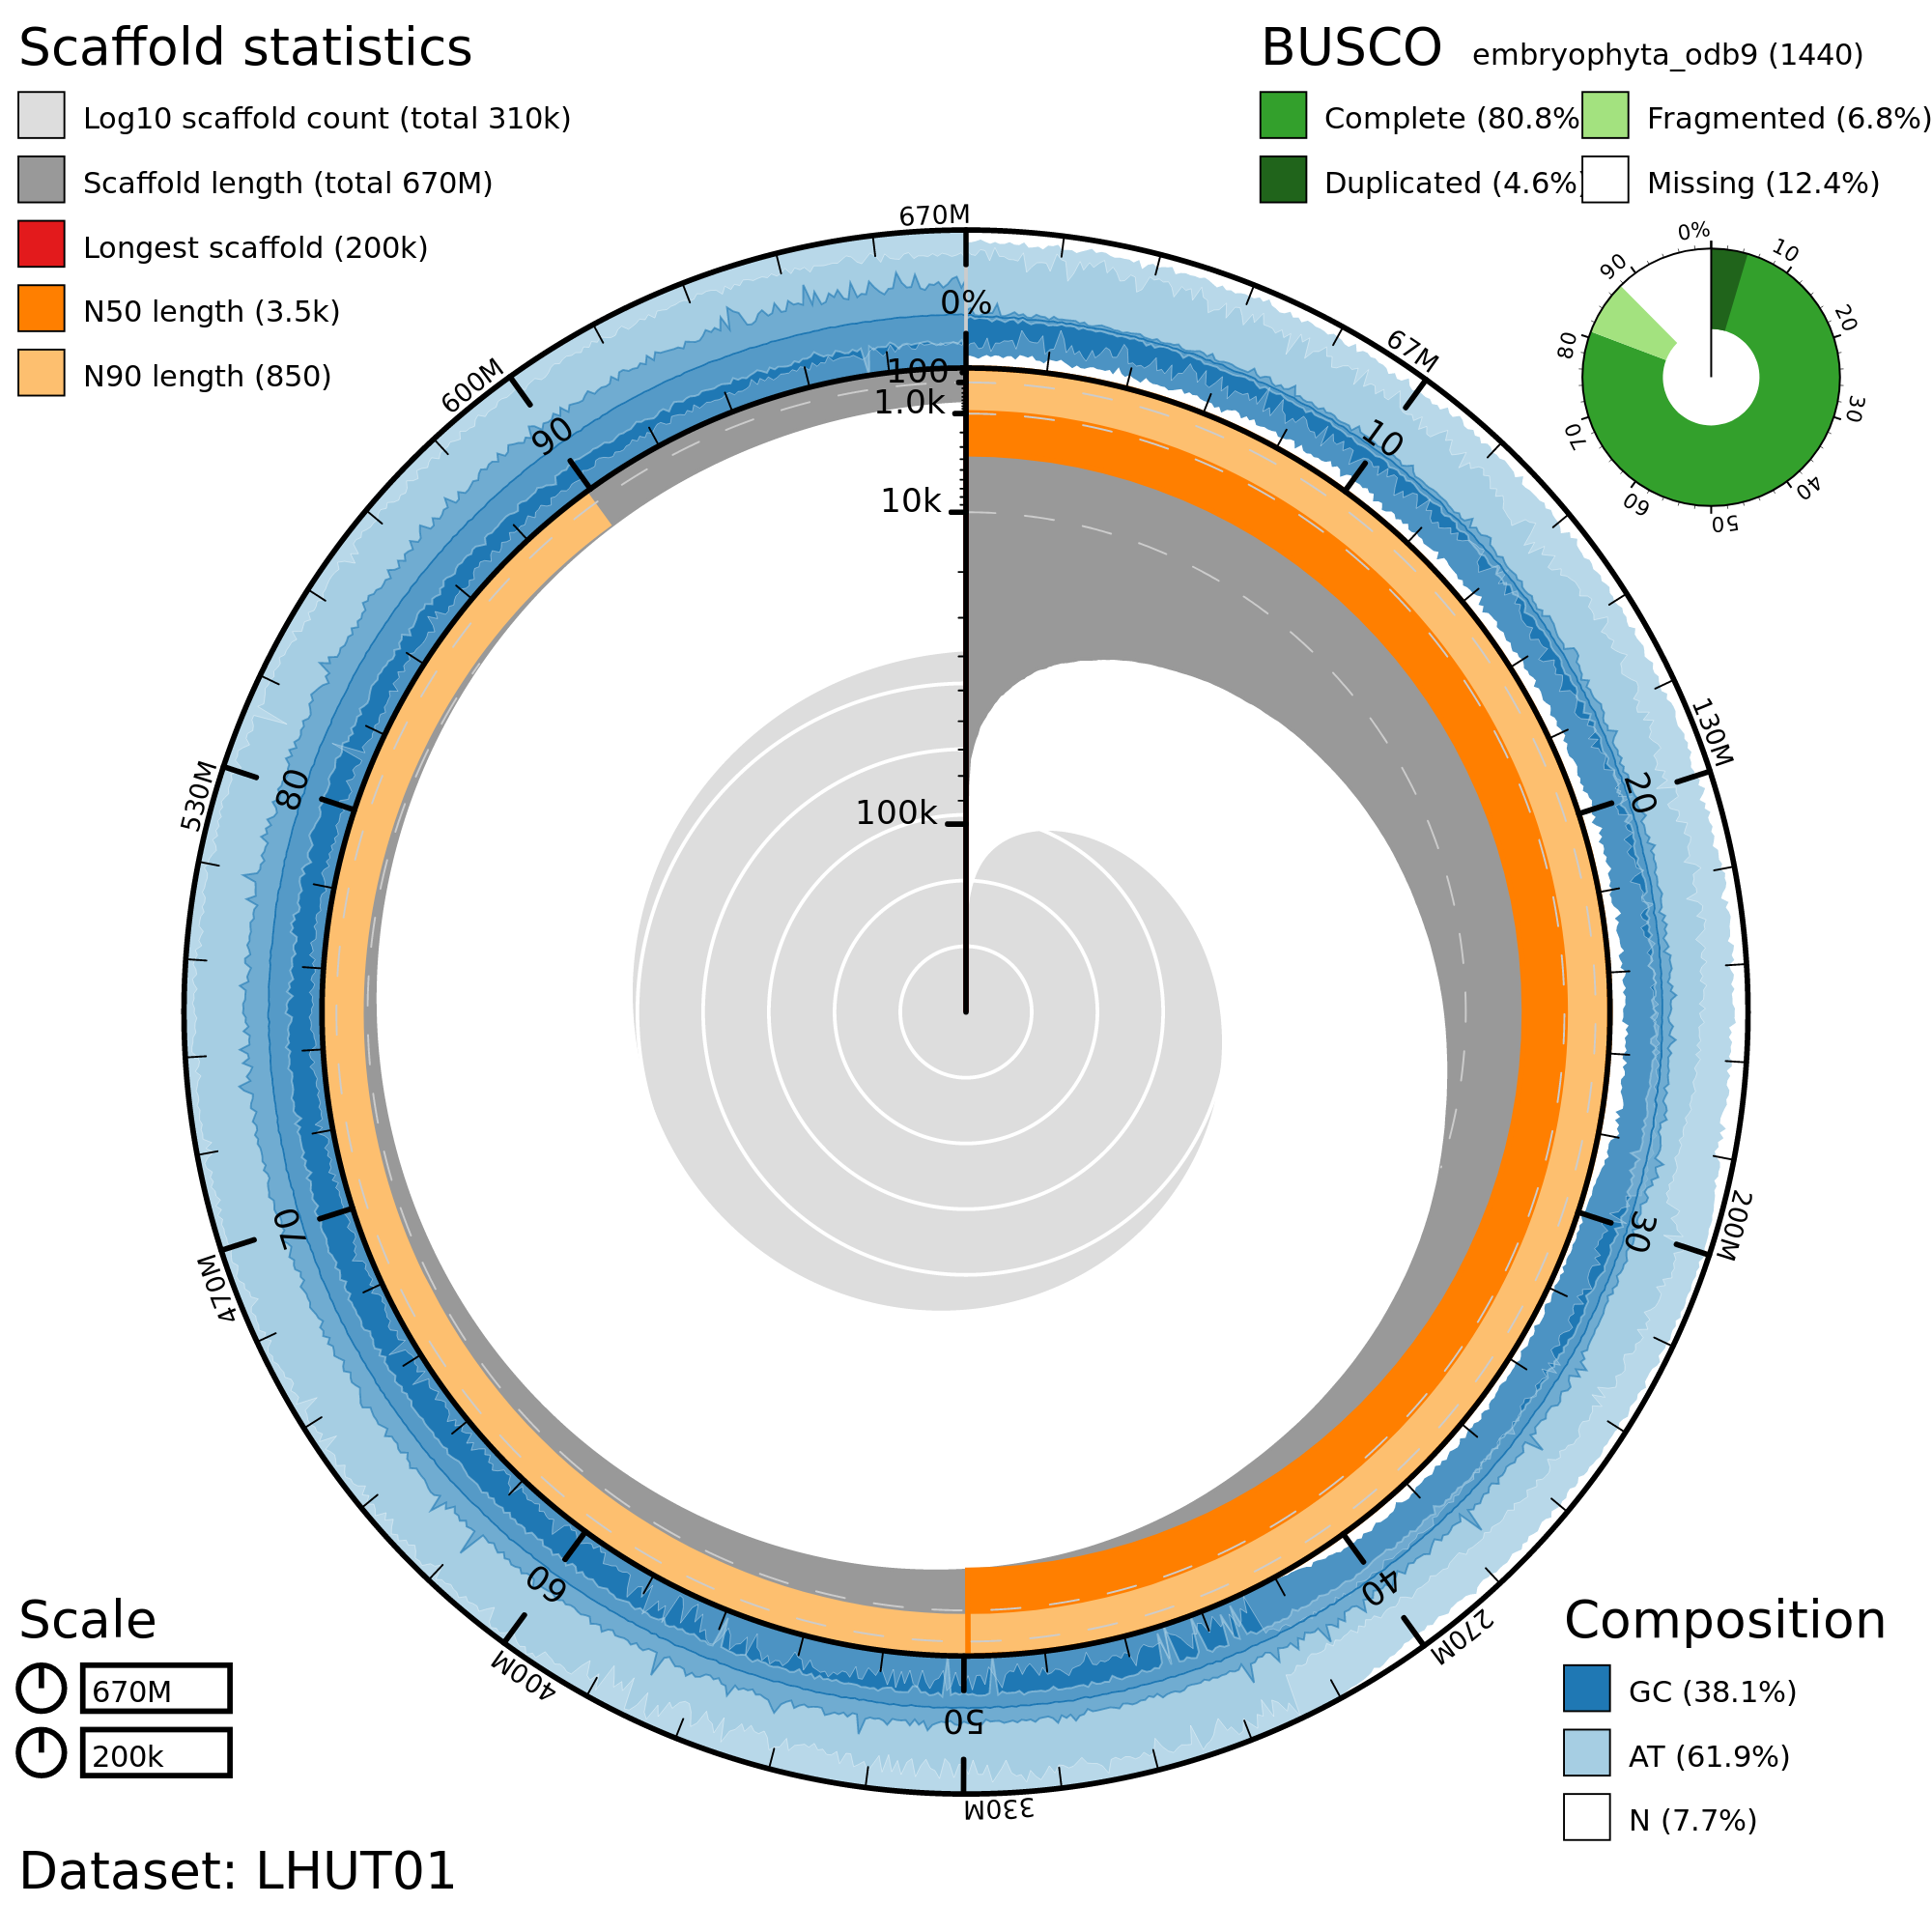 Scaffold statistics
Log10 scaffold count (total 310k)
Scaffold length (total 670M)
Longest scaffold (200k)
N50 length (3.5k)
N90 length (850)
BUSCO embryophyta_odb9 (1440)
Complete (80.8%
Fragmented (6.8%)
Duplicated (4.6%)
Missing (12.4%)
0%
10
20
30
40
50
60
70
80
90
670M
67M
130M
200M
270M
330M
400M
470M
530M
600M
0%
10
20
30
40
50
60
70
80
90
100
1.0k
10k
100k
Scale
670M
200k
Composition
GC (38.1%)
AT (61.9%)
N (7.7%)
Dataset: LHUT01